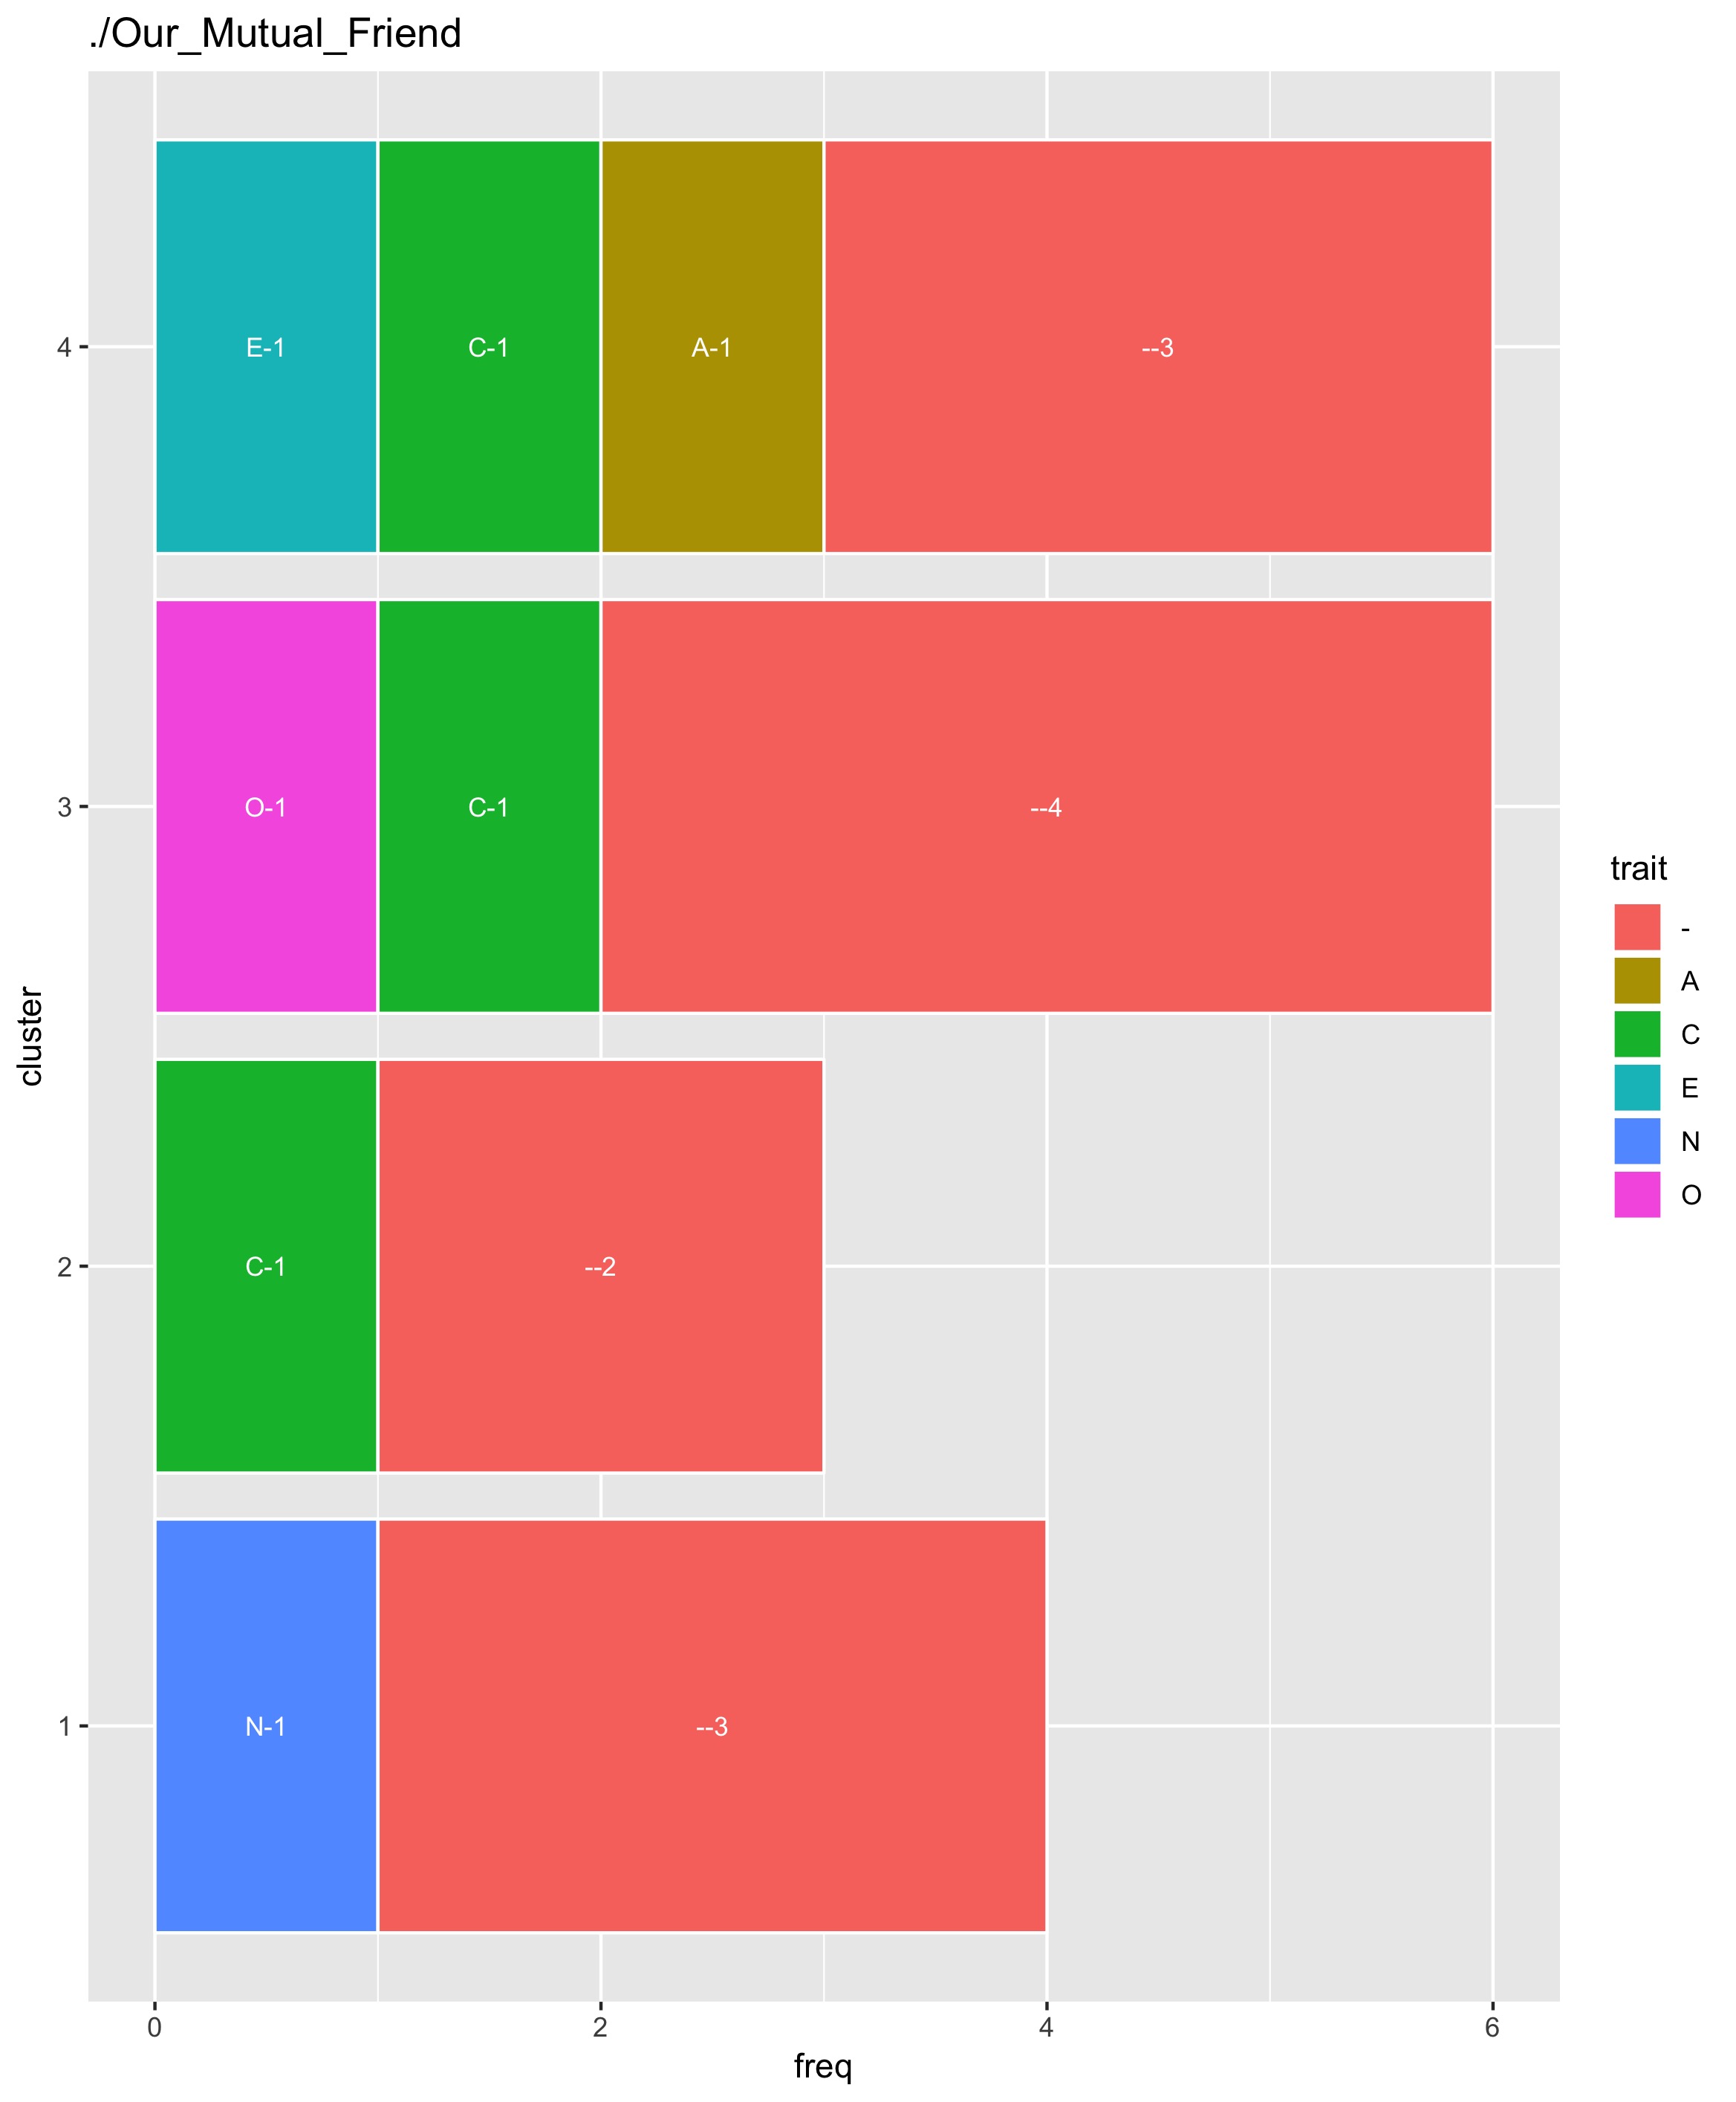 ./Our_Mutual_Friend
4
E-1
C-1
A-1
--3
3
O-1
C-1
--4
2
C-1
--2
1
N-1
--3
cluster
0
2
4
6
freq
trait
-
A
C
E
N
O